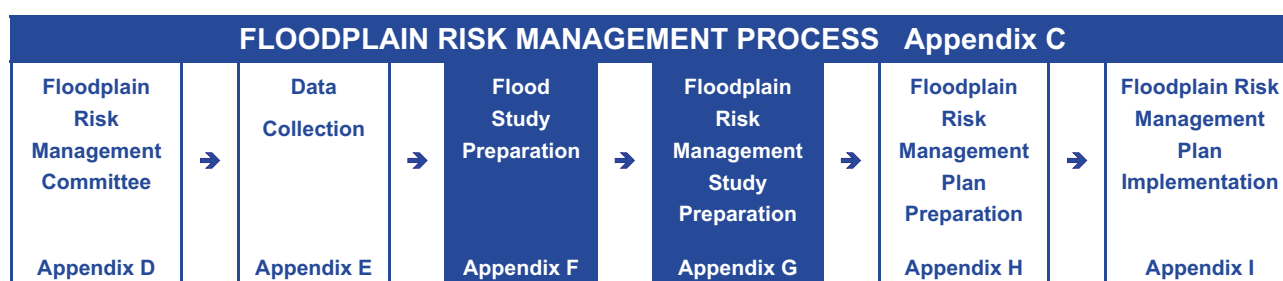 FLOODPLAIN RISK MANAGEMENT PROCESS Appendix C
Floodplain
Risk
Management
Committee
Appendix D
Data
Collection
Appendix E
Flood
Study
Preparation
Appendix F
Floodplain
Risk
Management
Study
Preparation
Appendix G
Floodplain
Risk
Management
Plan
Preparation
Appendix H
Floodplain Risk
Management
Plan
Implementation
Appendix I